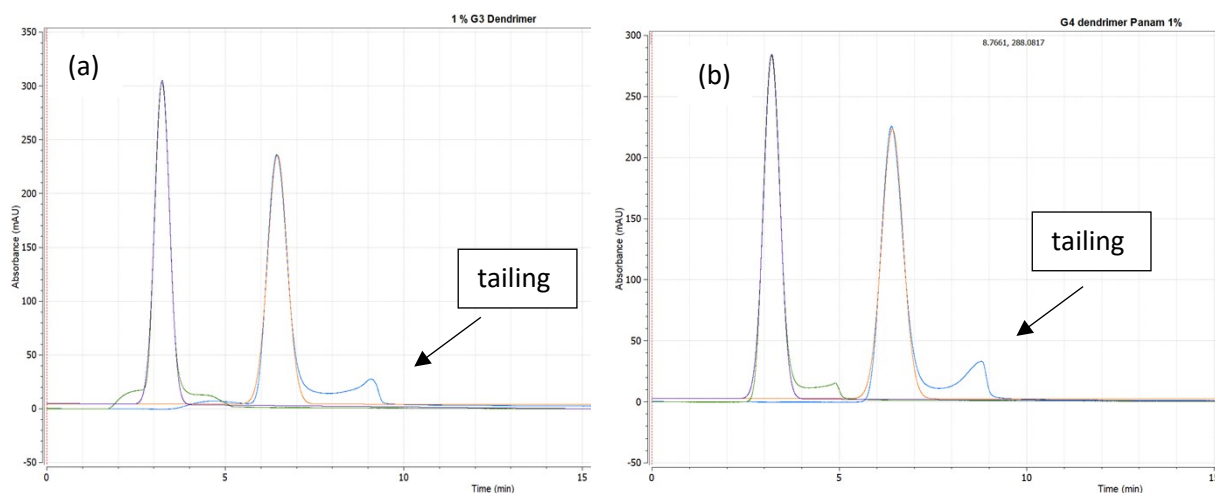 1 % G3 Dendrimer
(a)
tailing
350
300
250
200
150
100
50
0
-50
Absorbance (mAU)
0
5
10
15
Time (min)
G4 dendrimer Panam 1%
8.7661, 288.0817
(b)
tailing
300
250
200
150
100
50
0
-50
Absorbance (mAU)
0
5
10
15
Time (min)